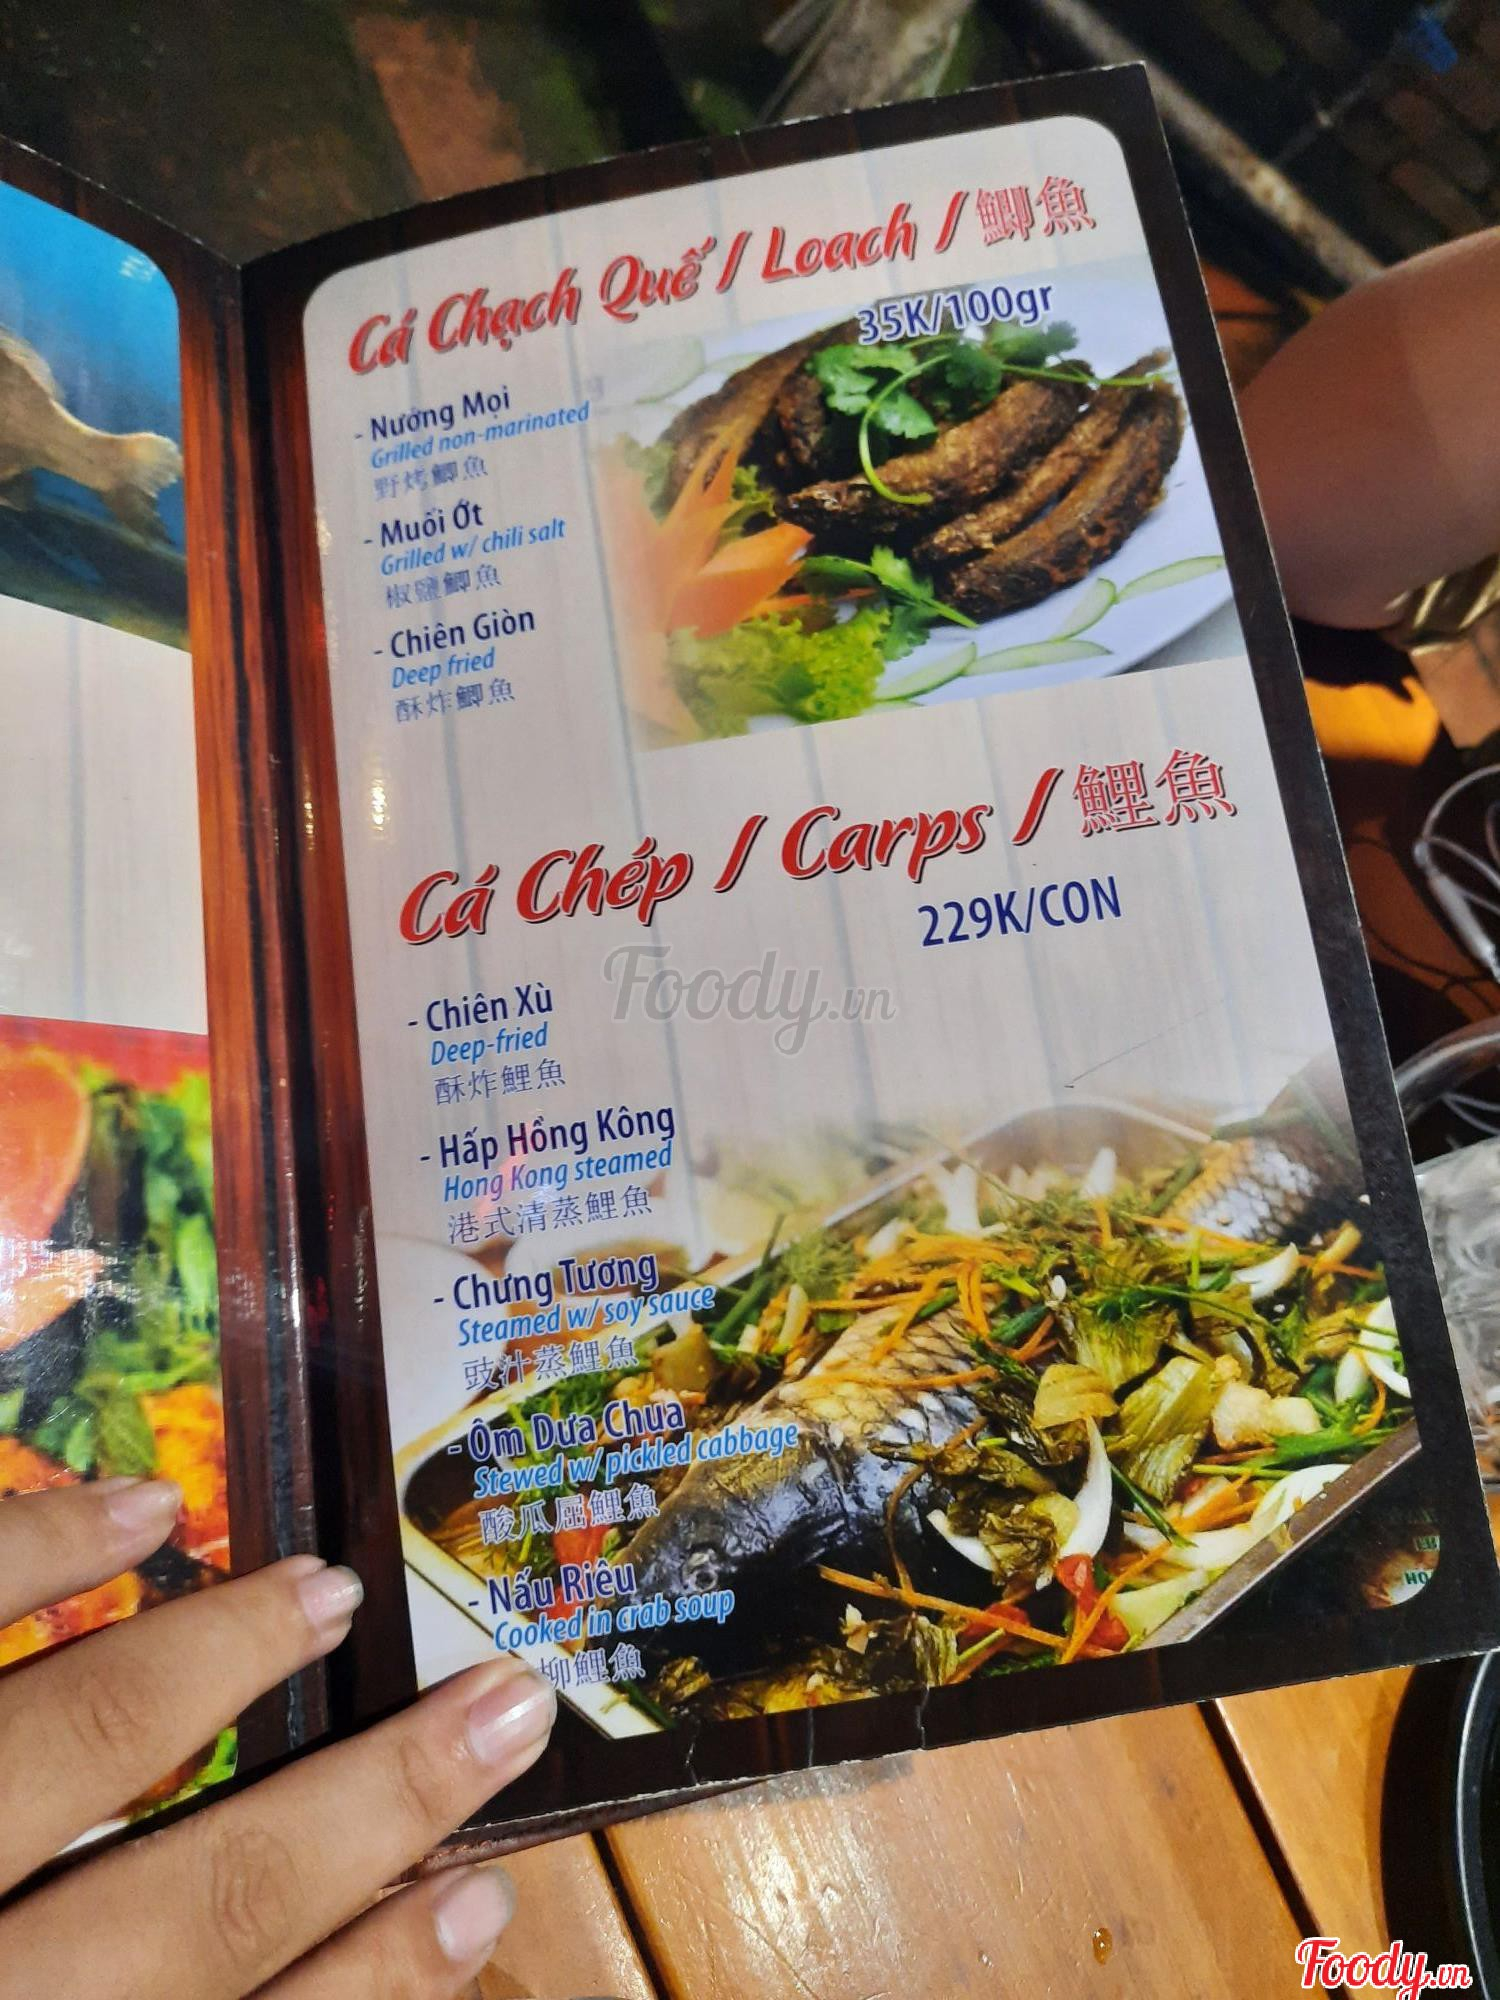 Cá Chạch Quế / Loach / 鯽魚
35K/100gr
- Nướng Mọi
Grilled non-marinated
野烤鯽魚
- Muối Ớt
Grilled w/ chili salt
椒鹽鯽魚
- Chiên Giòn
Deep fried
酥炸鯽魚
Cá Chép / Carps / 鯉魚
229K/CON
- Chiên Xù
Deep-fried
酥炸鯉魚
- Hấp Hồng Kông
Hong Kong steamed
港式清蒸鯉魚
- Chưng Tương
Steamed w/ soy sauce
豉汁蒸鯉魚
- Ôm Dưa Chua
Stewed w/ pickled cabbage
酸瓜屈鯉魚
- Nấu Riêu
Cooked in crab soup
柳鯉魚
Foody.vn
Foody.vn